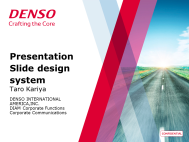 DENSO
Crafting the Core
Presentation
Slide design
system
Taro Kariya
DENSO INTERNATIONAL
AMERICA,INC.
DIAM Corporate Functions
Corporate Communications
CONFIDENTIAL